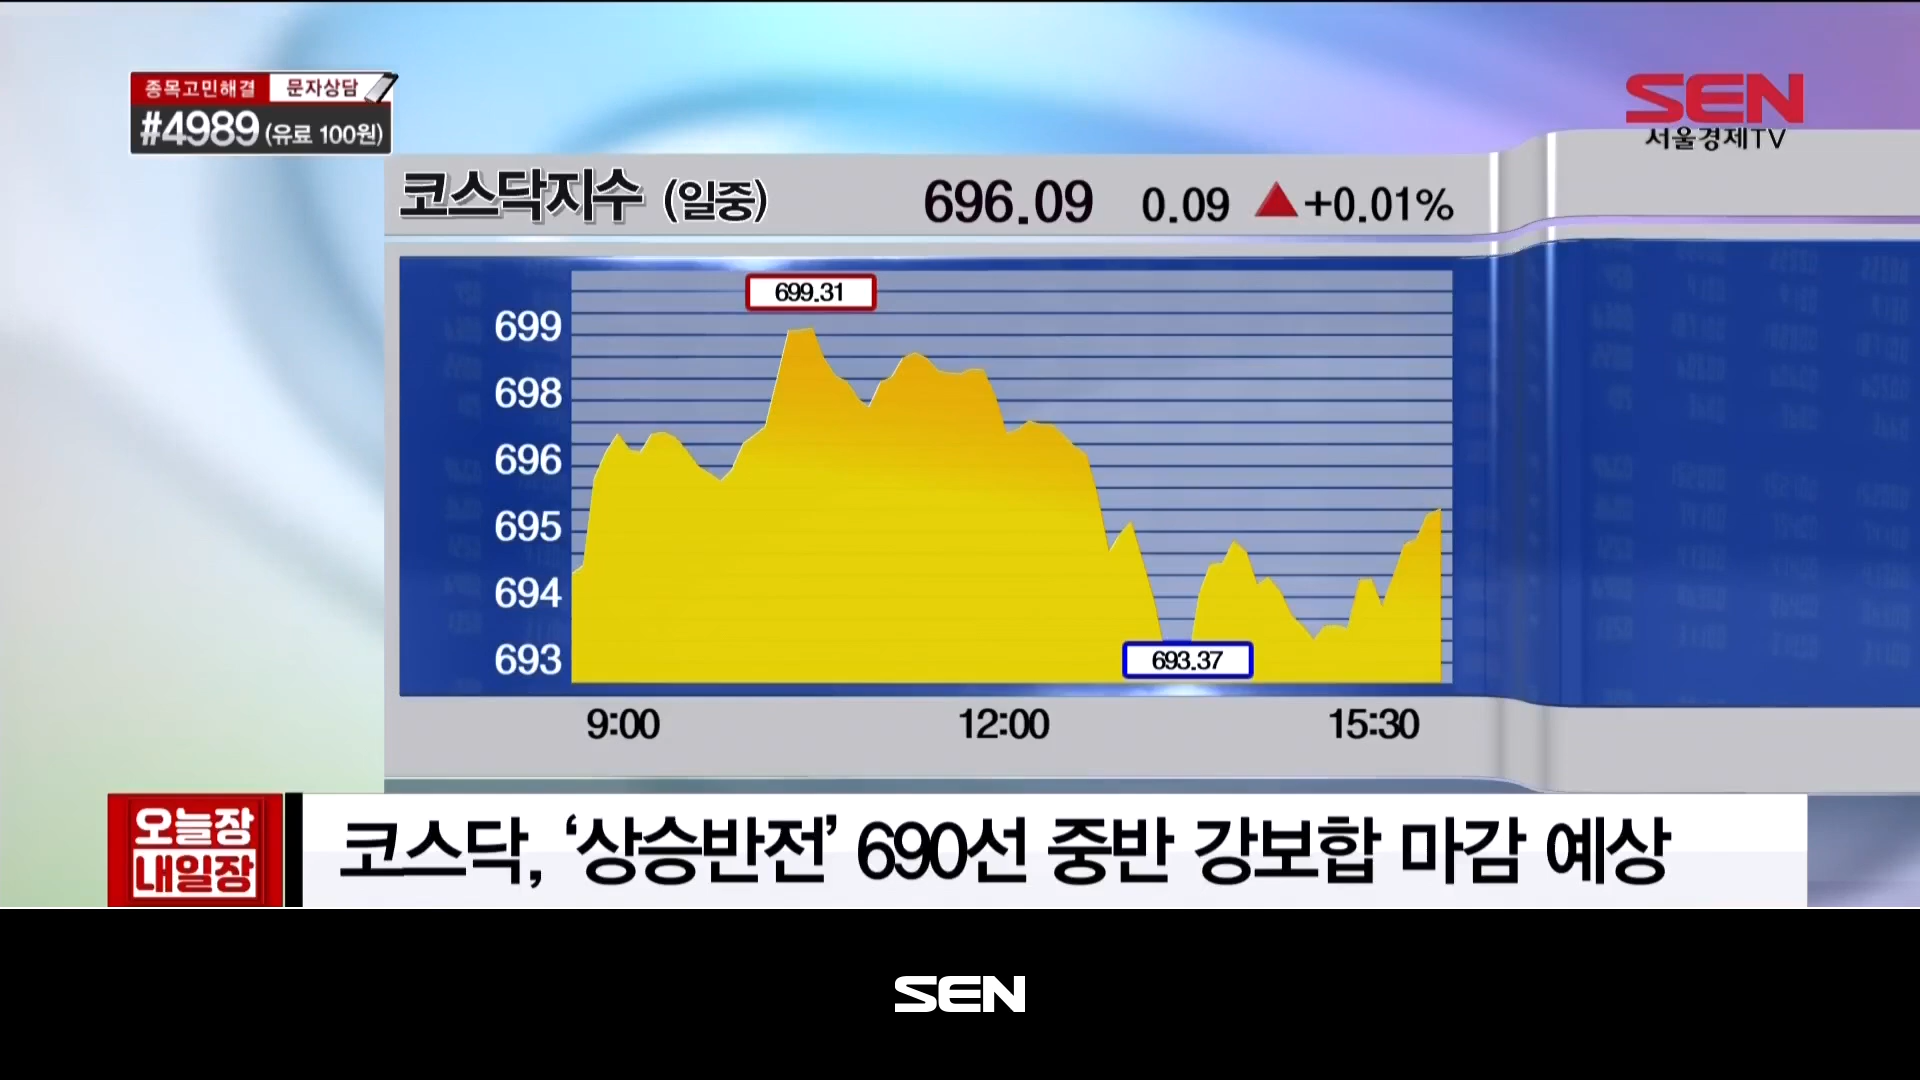 종목고민해결 문자상담
#4989 (유료 100원)
SEN
서울경제TV
코스닥지수 (일중) 696.09 0.09 ▲+0.01%
699.31
699
698
696
695
694
693
693.37
9:00 12:00 15:30
오늘장
내일장
코스닥, ‘상승반전’ 690선 중반 강보합 마감 예상
SEN